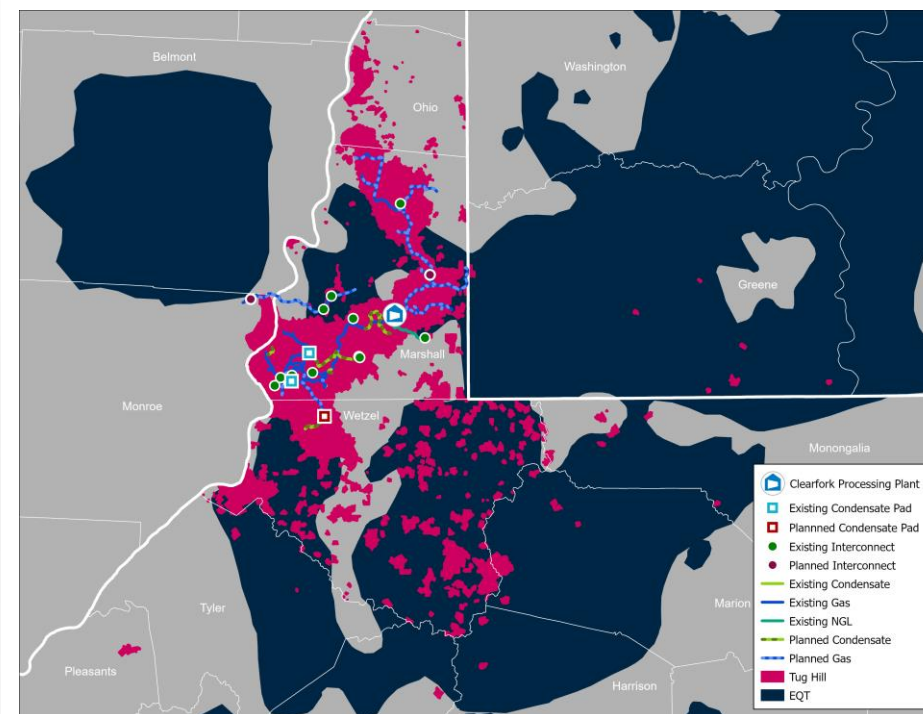 Belmont
Washington
Ohio
Greene
Marshall
Monroe
Wetzel
Monongalia
Clearfork Processing Plant
Existing Condensate Pad
Plannned Condensate Pad
Existing Interconnect
Planned Interconnect
Existing Condensate
Existing Gas
Existing NGL
Planned Condensate
Planned Gas
Tug Hill
EQT
Tyler
Marion
Pleasants
Harrison